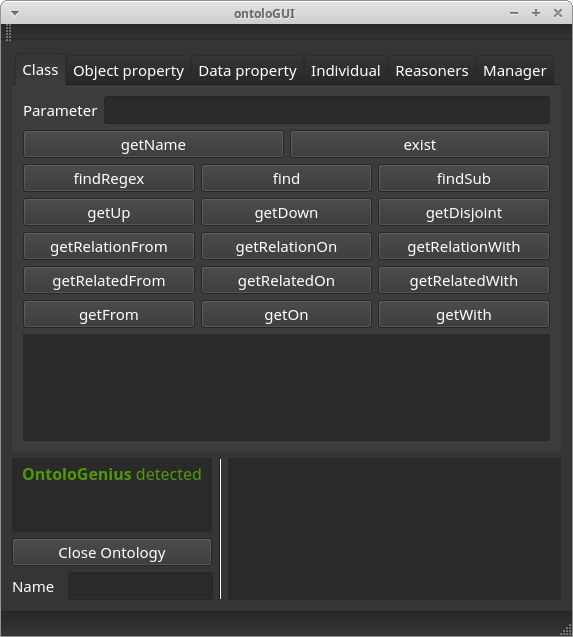 ontoloGUI
Class Object property Data property Individual Reasoners Manager
Parameter
getName exist
findRegex find findSub
getUp getDown getDisjoint
getRelationFrom getRelationOn getRelationWith
getRelatedFrom getRelatedOn getRelatedWith
getFrom getOn getWith
OntoloGenius detected
Close Ontology
Name